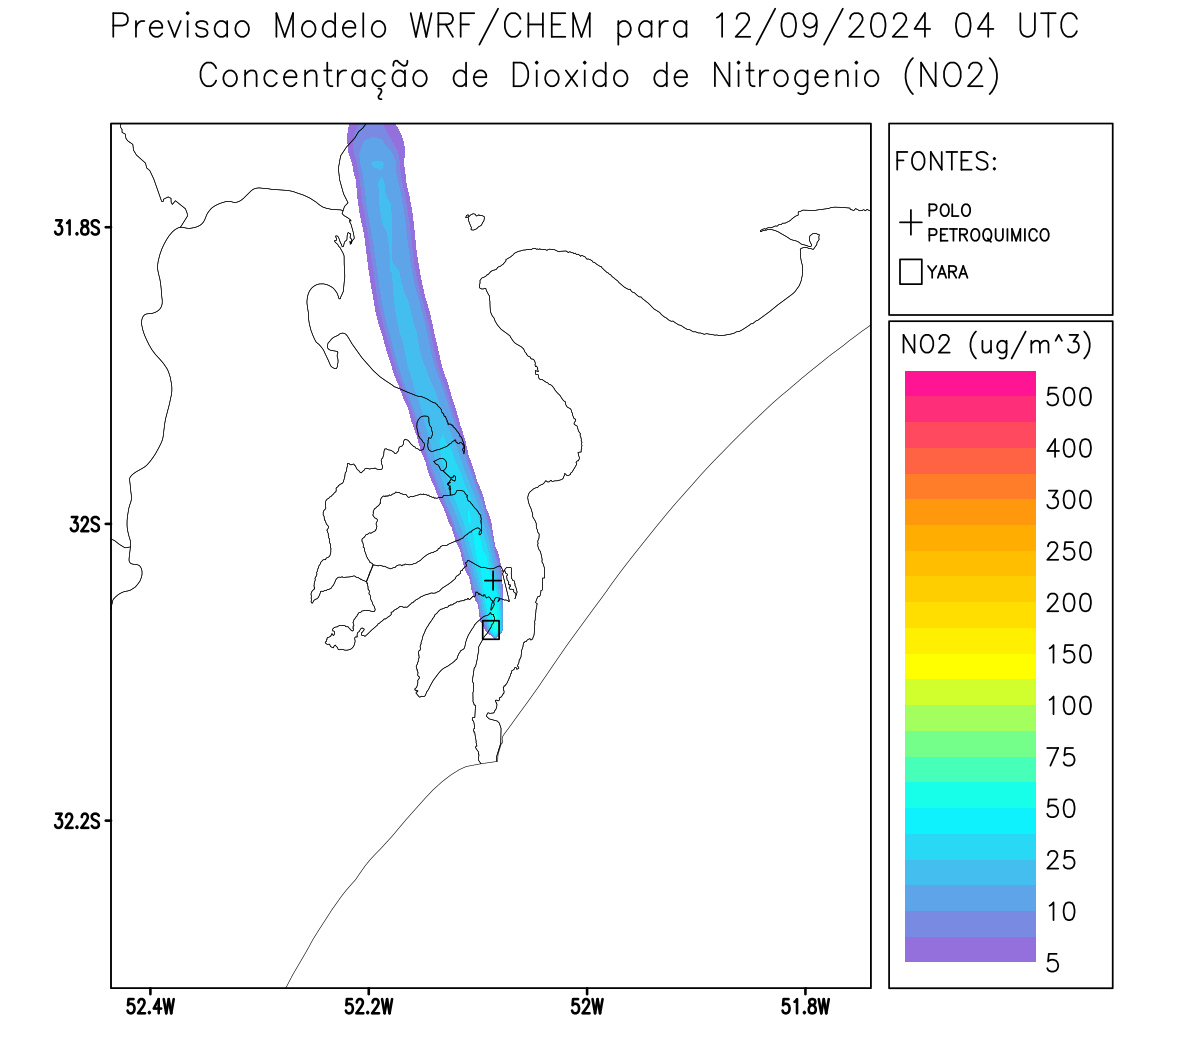 Previsao Modelo WRF/CHEM para 12/09/2024 04 UTC
Concentração de Dioxido de Nitrogenio (NO2)
FONTES:
POLO
PETROQUIMICO
YARA
31.8S
32S
32.2S
52.4W
52.2W
52W
51.8W
NO2 (ug/m^3)
500
400
300
250
200
150
100
75
50
25
10
5